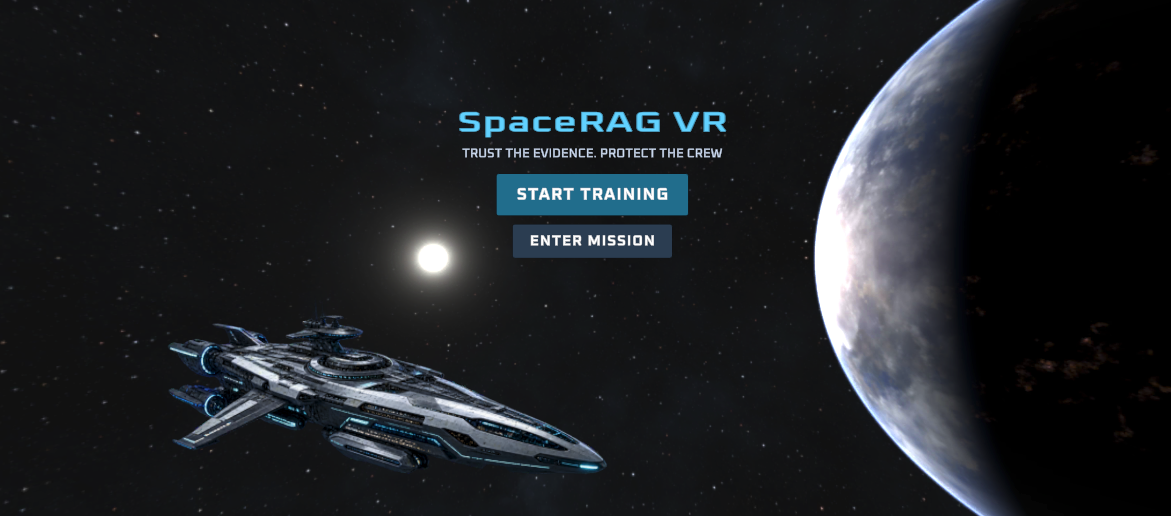 SpaceRAG VR
TRUST THE EVIDENCE. PROTECT THE CREW
START TRAINING
ENTER MISSION